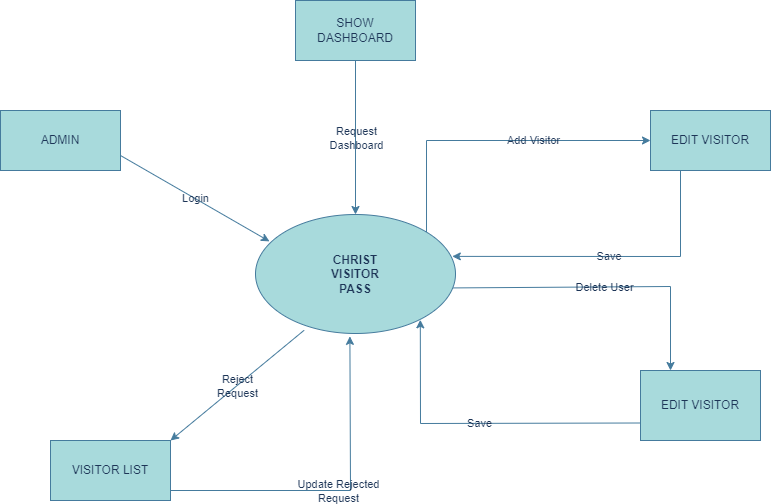 SHOW
DASHBOARD
ADMIN
Request
Dashboard
Add Visitor
EDIT VISITOR
Login
CHRIST
VISITOR
PASS
Save
Delete User
Reject
Request
EDIT VISITOR
Save
VISITOR LIST
Update Rejected
Request